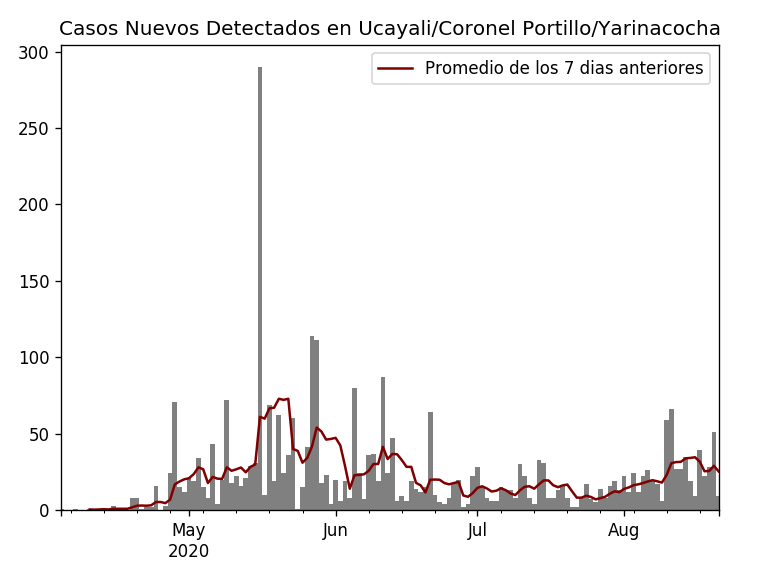 Casos Nuevos Detectados en Ucayali/Coronel Portillo/Yarinacocha
Promedio de los 7 dias anteriores
300
250
200
150
100
50
0
May
2020
Jun
Jul
Aug